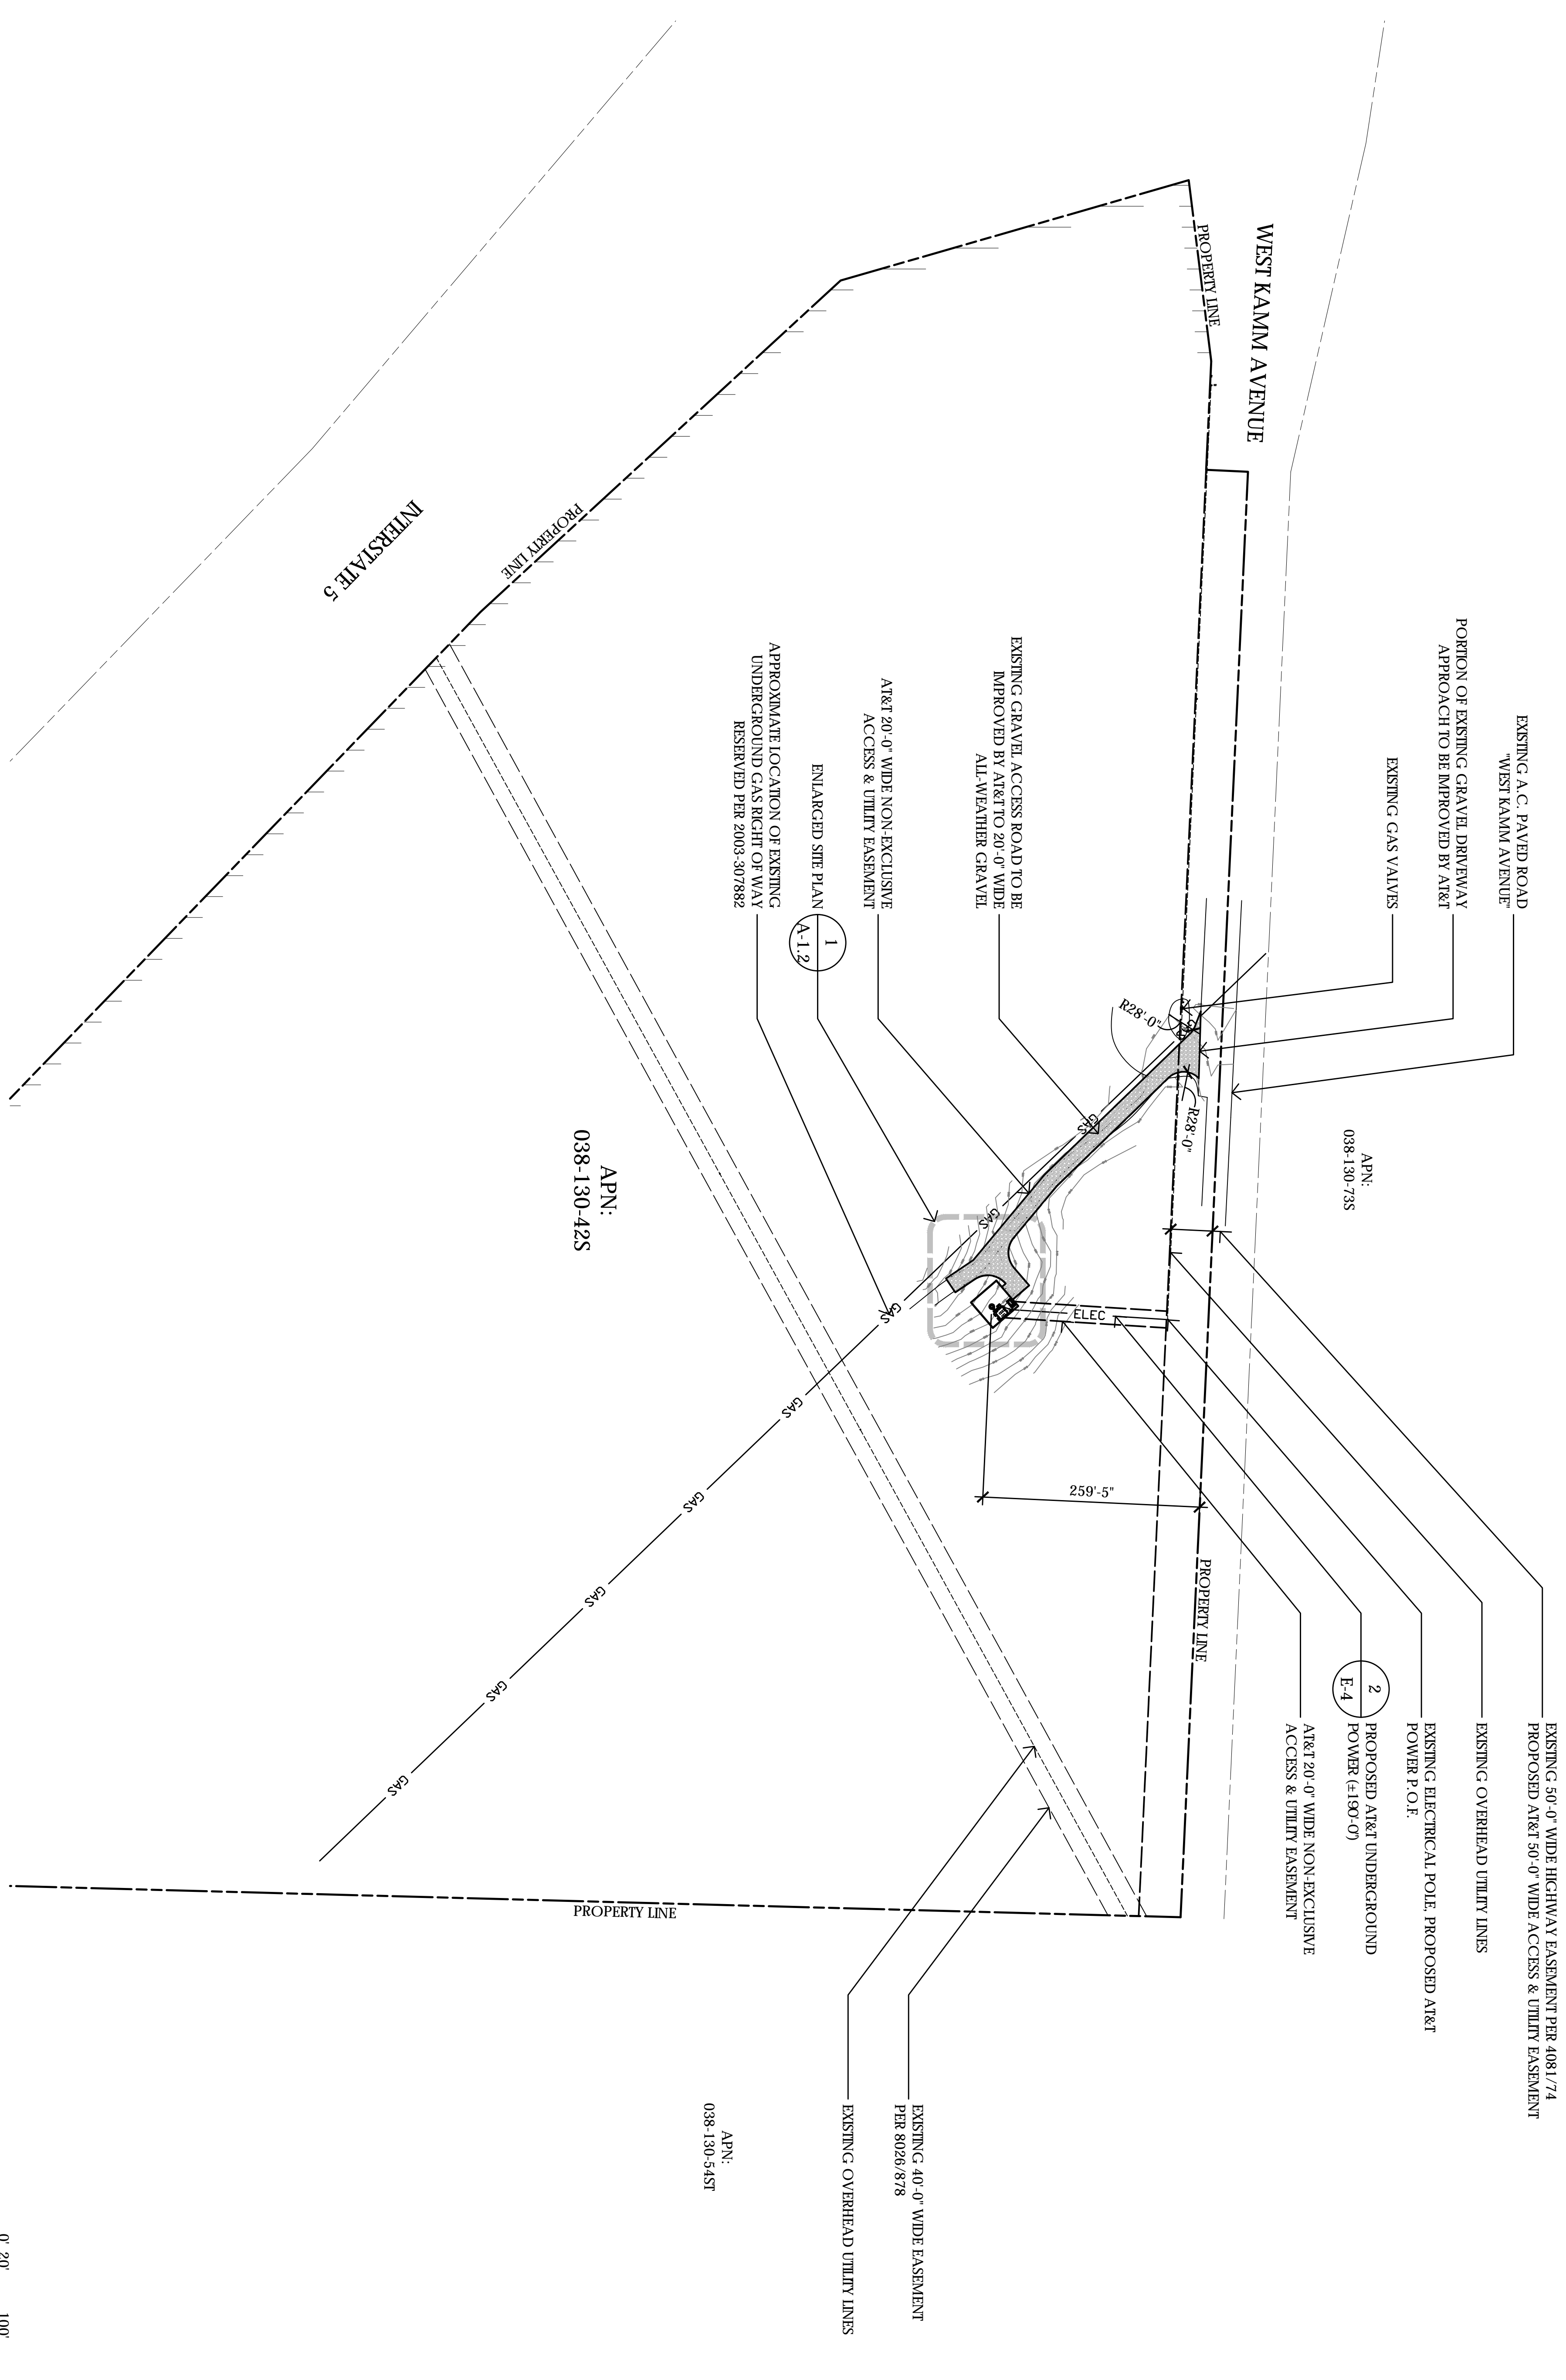 EXISTING 50'-0" WIDE HIGHWAY EASEMENT PER 4081/74
PROPOSED AT&T 50'-0" WIDE ACCESS & UTILITY EASEMENT
EXISTING A.C. PAVED ROAD
"WEST KAMM AVENUE"
EXISTING OVERHEAD UTILITY LINES
PORTION OF EXISTING GRAVEL DRIVEWAY
APPROACH TO BE IMPROVED BY AT&T
EXISTING ELECTRICAL POLE, PROPOSED AT&T
POWER P.O.F.
EXISTING GAS VALVES
2
E-4
PROPOSED AT&T UNDERGROUND
POWER (±190'-0")
APN:
038-130-73S
AT&T 20'-0" WIDE NON-EXCLUSIVE
ACCESS & UTILITY EASEMENT
WEST KAMM AVENUE
PROPERTY LINE
PROPERTY LINE
R28'-0"
R28'-0"
GAS
ELEC
259'-5"
EXISTING GRAVEL ACCESS ROAD TO BE
IMPROVED BY AT&T TO 20'-0" WIDE
ALL-WEATHER GRAVEL
GAS
AT&T 20'-0" WIDE NON-EXCLUSIVE
ACCESS & UTILITY EASEMENT
GAS
ENLARGED SITE PLAN
1
A-1.2
APPROXIMATE LOCATION OF EXISTING
UNDERGROUND GAS RIGHT OF WAY
RESERVED PER 2003-307882
GAS
GAS
GAS
GAS
GAS
EXISTING 40'-0" WIDE EASEMENT
PER 8026/878
EXISTING OVERHEAD UTILITY LINES
APN:
038-130-54ST
PROPERTY LINE
APN:
038-130-42S
PROPERTY LINE
INTERSTATE 5
0' 20' 100'